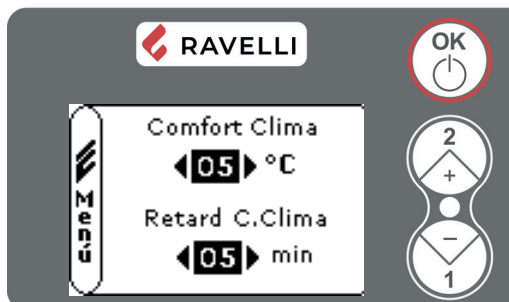 RAVELLI
OK
Comfort Clima
05 °C
Menú
Retard C.Clima
05 min
2
+
−
1